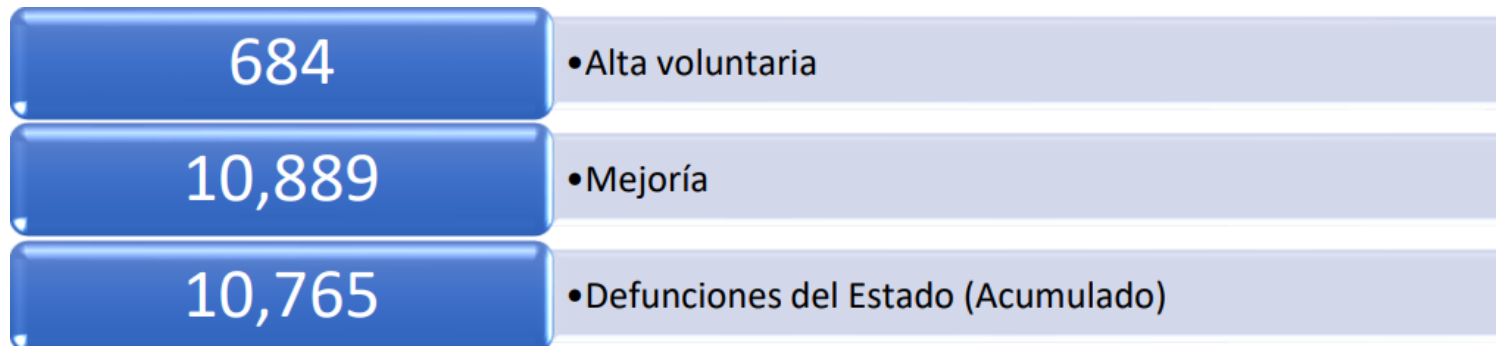 684
•Alta voluntaria
10,889
•Mejoría
10,765
•Defunciones del Estado (Acumulado)